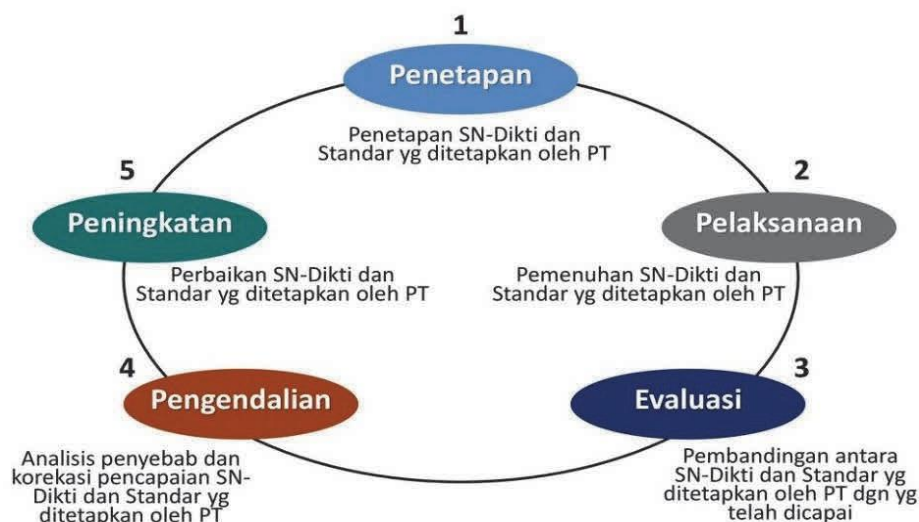 1
Penetapan
Penetapan SN-Dikti dan
Standar yg ditetapkan oleh PT
2
Pelaksanaan
Pemenuhan SN-Dikti dan
Standar yg ditetapkan oleh PT
3
Evaluasi
Pembandingan antara
SN-Dikti dan Standar yg
ditetapkan oleh PT dgn yg
telah dicapai
4
Pengendalian
Analisis penyebab dan
korekasi pencapaian SN-
Dikti dan Standar yg
ditetapkan oleh PT
5
Peningkatan
Perbaikan SN-Dikti dan
Standar yg ditetapkan oleh PT